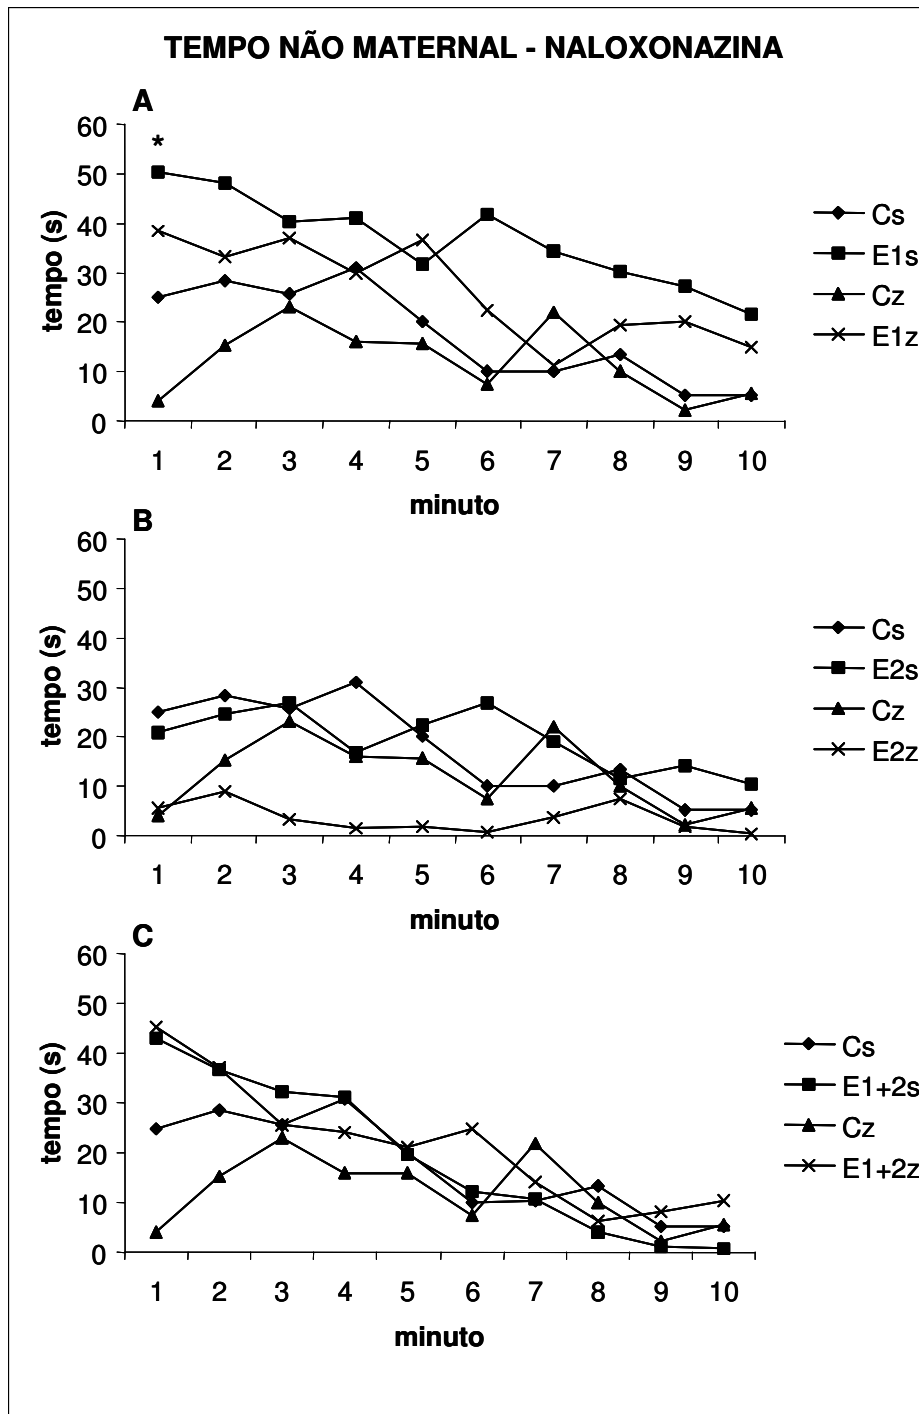 TEMPO NÃO MATERNAL - NALOXONAZINA
A
60
*
50
40
30
20
10
0
tempo (s)
1 2 3 4 5 6 7 8 9 10
minuto
Cs
E1s
Cz
E1z
B
60
50
40
30
20
10
0
tempo (s)
1 2 3 4 5 6 7 8 9 10
minuto
Cs
E2s
Cz
E2z
C
60
50
40
30
20
10
0
tempo (s)
1 2 3 4 5 6 7 8 9 10
minuto
Cs
E1+2s
Cz
E1+2z